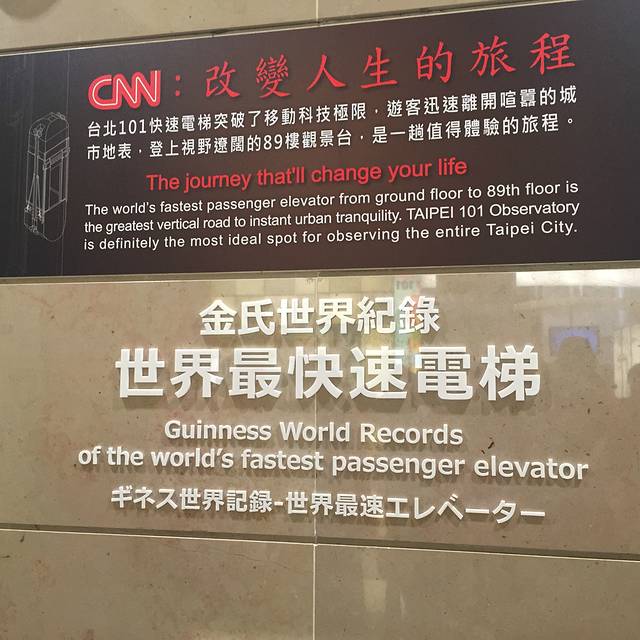 CNN：改變人生的旅程
台北101快速電梯突破了移動科技極限，遊客迅速離開喧囂的城
市地表，登上視野遼闊的89樓觀景台，是一趟值得體驗的旅程。
The journey that'll change your life
The world's fastest passenger elevator from ground floor to 89th floor is
the greatest vertical road to instant urban tranquility. TAIPEI 101 Observatory
is definitely the most ideal spot for observing the entire Taipei City.
金氏世界紀錄
世界最快速電梯
Guinness World Records
of the world's fastest passenger elevator
ギネス世界記録-世界最速エレベーター